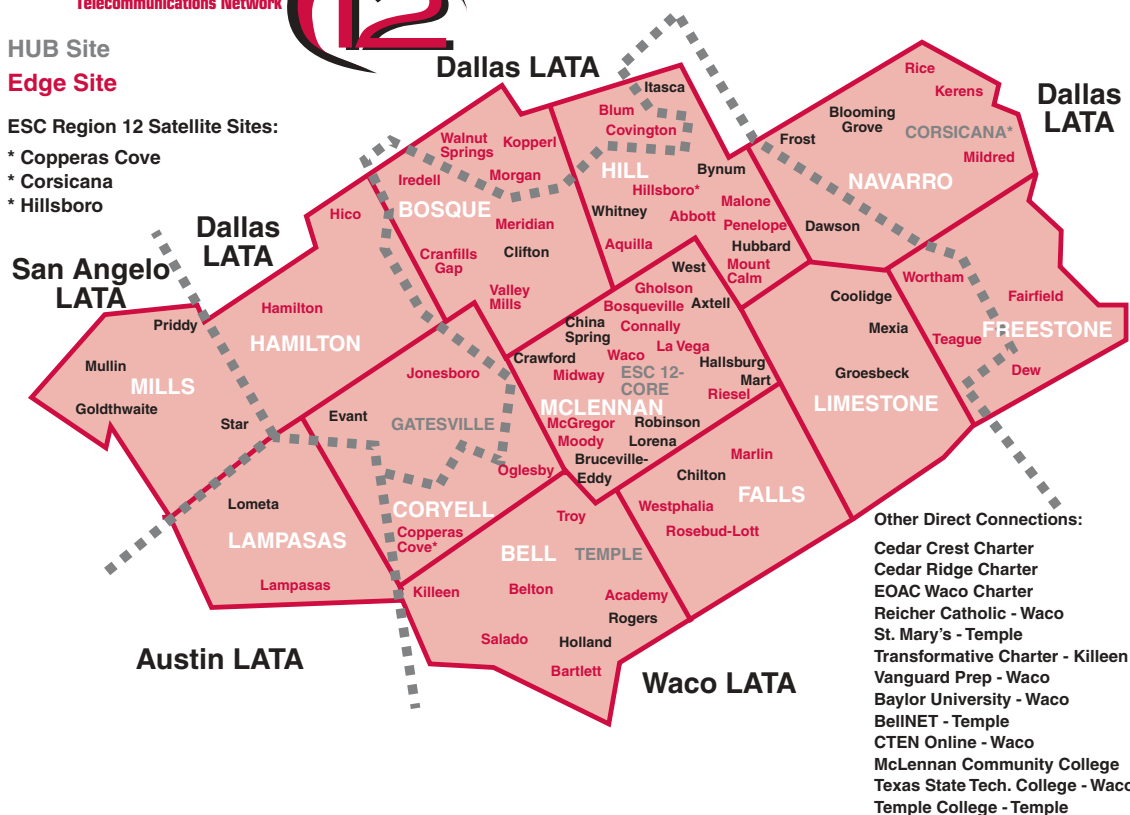 Telecommunications Network
12
HUB Site
Edge Site
ESC Region 12 Satellite Sites:
* Copperas Cove
* Corsicana
* Hillsboro
Dallas LATA
Dallas
LATA
Dallas
LATA
San Angelo
LATA
Austin LATA
Waco LATA
Itasca
Blum
Covington
HILL
Bynum
Hillsboro*
Malone
Whitney
Abbott
Penelope
Aquilla
Hubbard
Mount
Calm
Rice
Kerens
Blooming
Grove
CORSICANA*
Frost
Mildred
NAVARRO
Dawson
Walnut
Springs
Kopperl
Iredell
Morgan
BOSQUE
Meridian
Clifton
Cranfills
Gap
Valley
Mills
Hico
Hamilton
HAMILTON
Priddy
Mullin
MILLS
Goldthwaite
Star
West
Gholson
Bosqueville
Axtell
China
Spring
Connally
La Vega
Crawford
Waco
Hallsburg
Midway
ESC 12-
CORE
Mart
Riesel
MCLENNAN
McGregor
Robinson
Moody
Lorena
Bruceville-
Eddy
Coolidge
Mexia
Groesbeck
LIMESTONE
Wortham
Fairfield
Teague
FREESTONE
Dew
Jonesboro
Evant
GATESVILLE
Oglesby
CORYELL
Copperas
Cove*
Lometa
LAMPASAS
Lampasas
Marlin
Chilton
FALLS
Westphalia
Rosebud-Lott
Troy
BELL
TEMPLE
Killeen
Belton
Academy
Rogers
Salado
Holland
Bartlett
Other Direct Connections:
Cedar Crest Charter
Cedar Ridge Charter
EOAC Waco Charter
Reicher Catholic - Waco
St. Mary's - Temple
Transformative Charter - Killeen
Vanguard Prep - Waco
Baylor University - Waco
BellNET - Temple
CTEN Online - Waco
McLennan Community College
Texas State Tech. College - Waco
Temple College - Temple